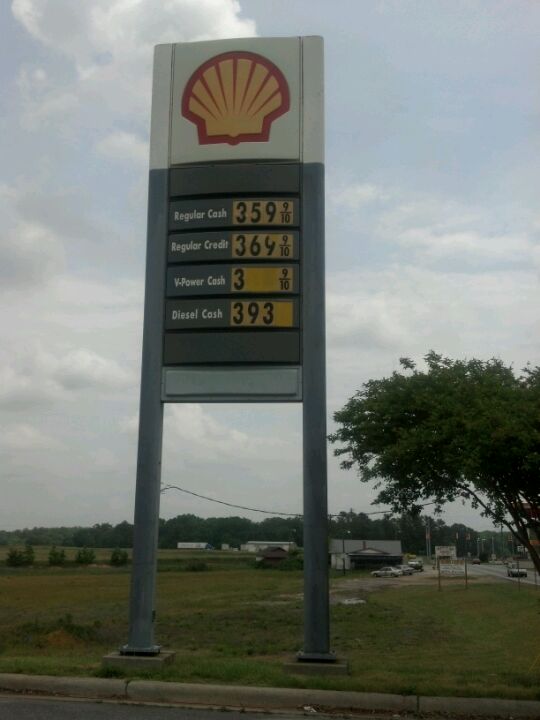 Regular Cash 359 9/10
Regular Credit 369 9/10
V-Power Cash 3 9/10
Diesel Cash 393